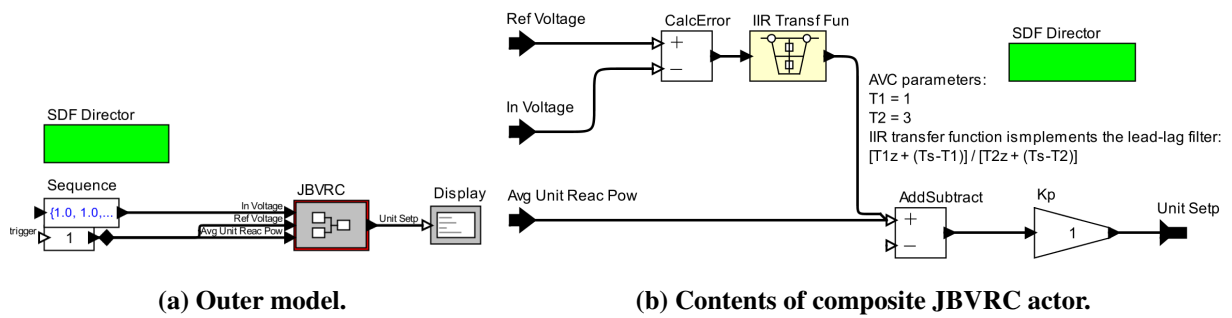 SDF Director
Sequence
{1.0, 1.0,...
trigger
1
JBVRC
In Voltage
Ref Voltage
Avg Unit Reac Pow
Unit Setp
Display
(a) Outer model.
Ref Voltage
CalcError
+
−
IIR Transf Fun
SDF Director
In Voltage
AVC parameters:
T1 = 1
T2 = 3
IIR transfer function ismplements the lead-lag filter:
[T1z + (Ts-T1)] / [T2z + (Ts-T2)]
Avg Unit Reac Pow
AddSubtract
+
−
Kp
1
Unit Setp
(b) Contents of composite JBVRC actor.